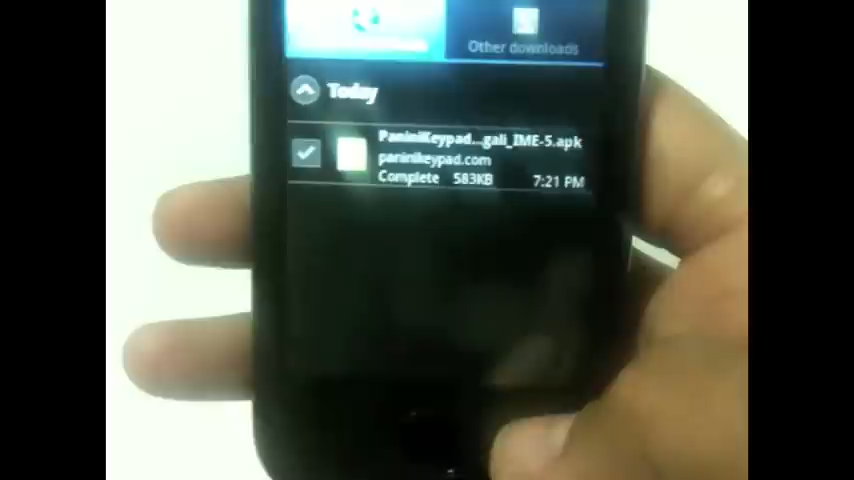 Other downloads
Today
PaniniKeypad...gali_IME-5.apk
paninikeypad.com
Complete 583KB 7:21 PM